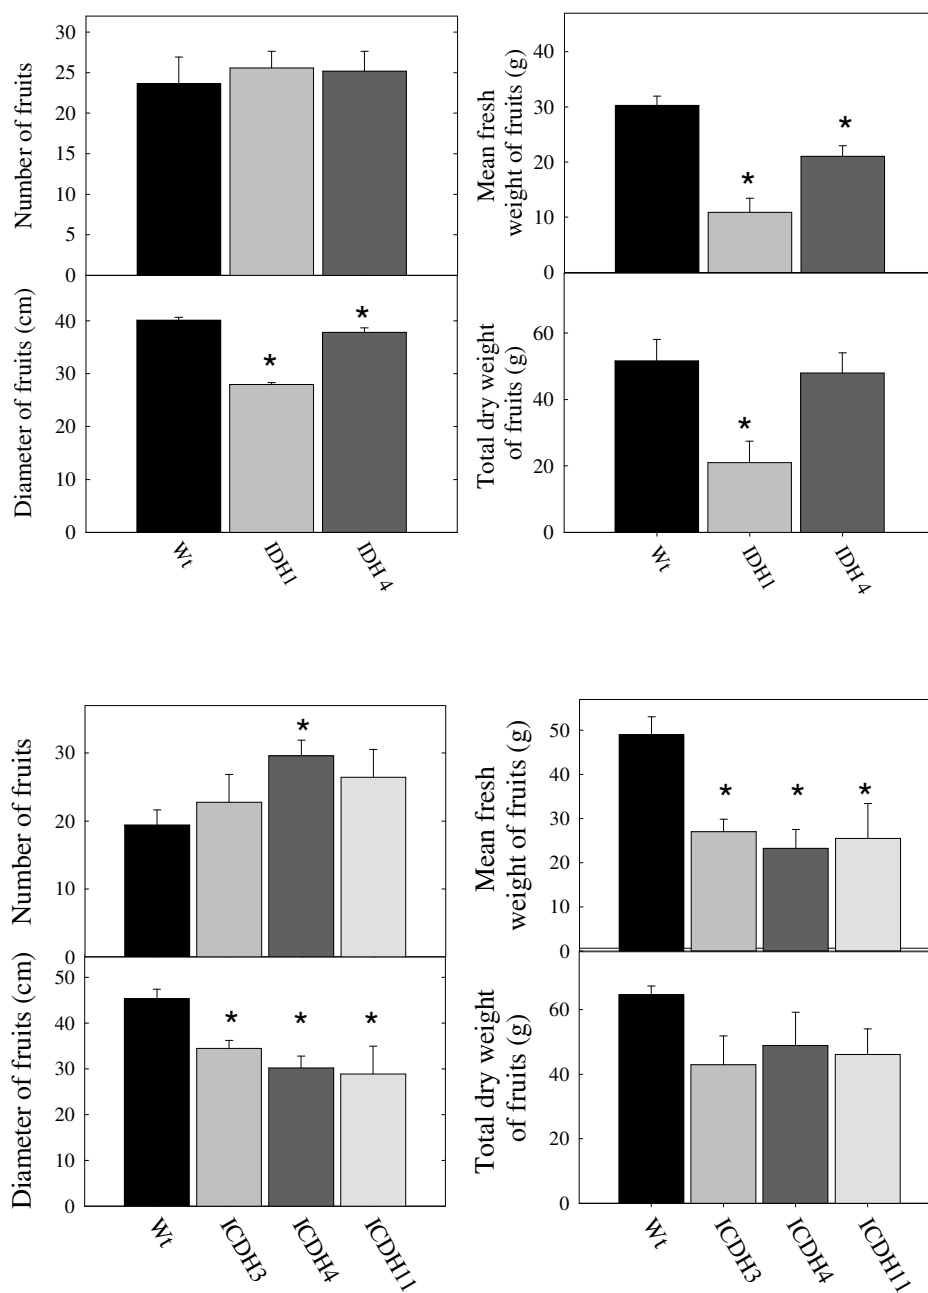 Number of fruits
30
25
20
15
10
5
0
Mean fresh
weight of fruits (g)
40
30
20
10
0
*
*
Diameter of fruits (cm)
40
30
20
10
0
*
*
Wt
IDH1
IDH 4
Total dry weight
of fruits (g)
60
40
20
0
*
Wt
IDH1
IDH 4
Number of fruits
30
20
10
0
*
Mean fresh
weight of fruits (g)
50
40
30
20
10
0
*
*
*
Diameter of fruits (cm)
50
40
30
20
10
0
*
*
*
Wt
ICDH3
ICDH4
ICDH11
Total dry weight
of fruits (g)
60
40
20
0
Wt
ICDH3
ICDH4
ICDH11